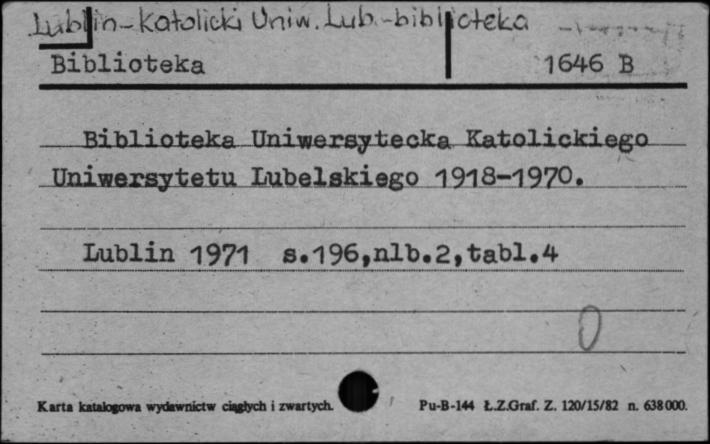 Lublin-Katolicki Uniw. Lub.-biblioteka
Biblioteka 1646 B
Biblioteka Uniwersytecka Katolickiego
Uniwersytetu Lubelskiego 1918-1970.
Lublin 1971 s.196,nlb.2,tabl.4
0
Karta katalogowa wydawnictw ciągłych i zwartych. Pu-B-144 Ł.Z.Graf. Z. 120/15/82 n. 638000.